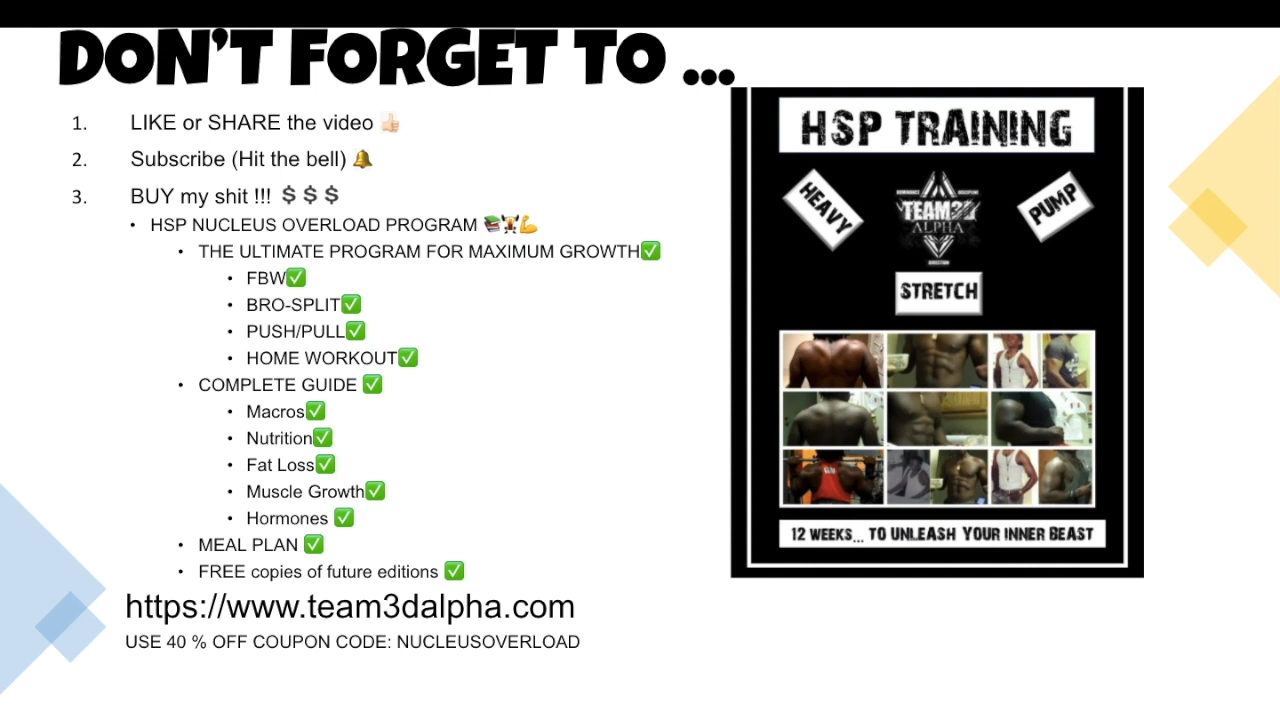 DON'T FORGET TO ...
1. LIKE or SHARE the video 👍🏻
2. Subscribe (Hit the bell) 🔔
3. BUY my shit !!! $ $ $
• HSP NUCLEUS OVERLOAD PROGRAM 📚🏋💪
• THE ULTIMATE PROGRAM FOR MAXIMUM GROWTH✅
• FBW✅
• BRO-SPLIT✅
• PUSH/PULL✅
• HOME WORKOUT✅
• COMPLETE GUIDE ✅
• Macros✅
• Nutrition✅
• Fat Loss✅
• Muscle Growth✅
• Hormones ✅
• MEAL PLAN ✅
• FREE copies of future editions ✅
https://www.team3dalpha.com
USE 40 % OFF COUPON CODE: NUCLEUSOVERLOAD
HSP TRAINING
HEAVY
TEAM3D
ALPHA
PUMP
STRETCH
12 WEEKS... TO UNLEASH YOUR INNER BEAST